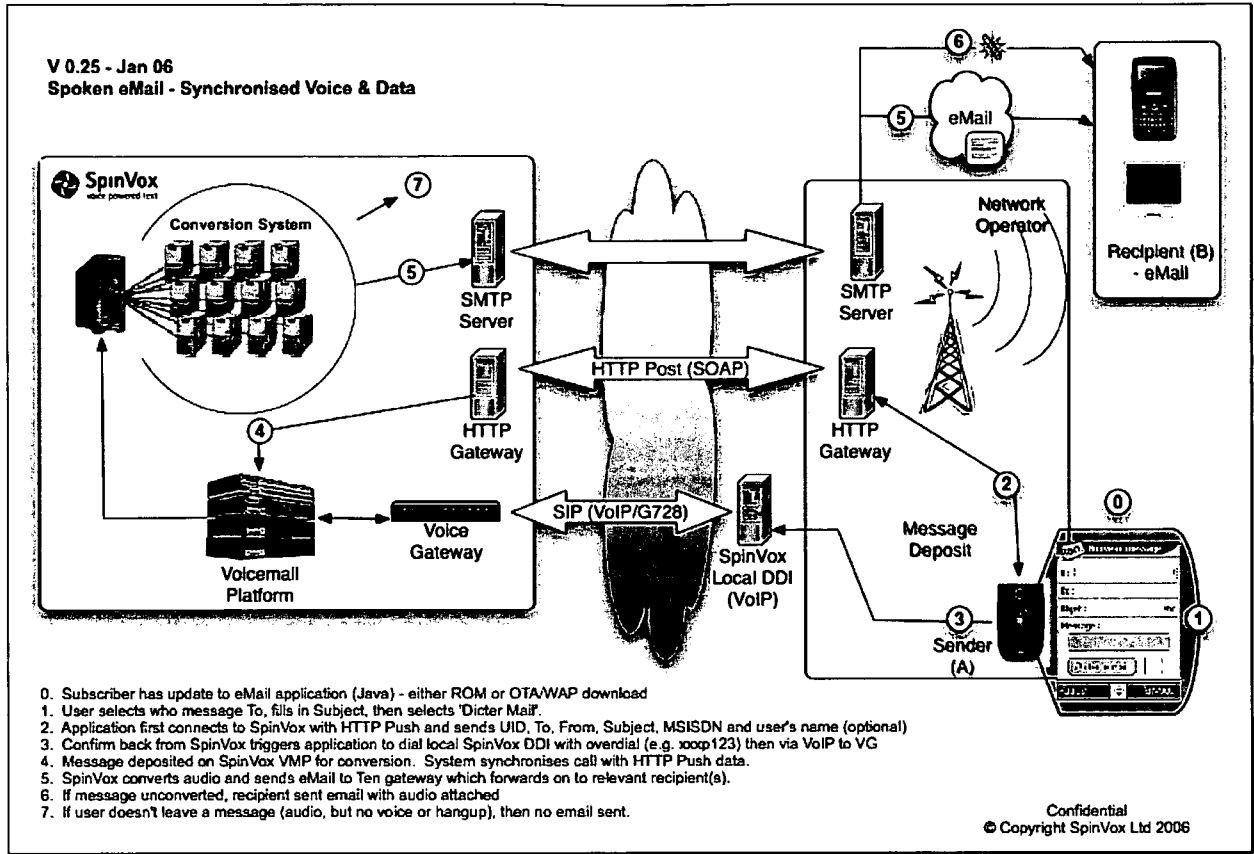 V 0.25 - Jan 06
Spoken eMail - Synchronised Voice & Data
SpinVox
voice powered text
Conversion System
7
5
SMTP
Server
HTTP
Gateway
4
Voicemail
Platform
Voice
Gateway
HTTP Post (SOAP)
SIP (VoIP/G728)
SpinVox
Local DDI
(VoIP)
6
5
eMail
Recipient (B)
- eMail
Network
Operator
SMTP
Server
HTTP
Gateway
2
Message
Deposit
0
3
Sender
(A)
Message :
1
0. Subscriber has update to eMail application (Java) - either ROM or OTA/WAP download
1. User selects who message To, fills in Subject, then selects 'Dicter Mail'.
2. Application first connects to SpinVox with HTTP Push and sends UID, To, From, Subject, MSISDN and user's name (optional)
3. Confirm back from SpinVox triggers application to dial local SpinVox DDI with overdial (e.g. xxxp123) then via VoIP to VG
4. Message deposited on SpinVox VMP for conversion. System synchronises call with HTTP Push data.
5. SpinVox converts audio and sends eMail to Ten gateway which forwards on to relevant recipient(s).
6. If message unconverted, recipient sent email with audio attached
7. If user doesn't leave a message (audio, but no voice or hangup), then no email sent.
Confidential
© Copyright SpinVox Ltd 2006